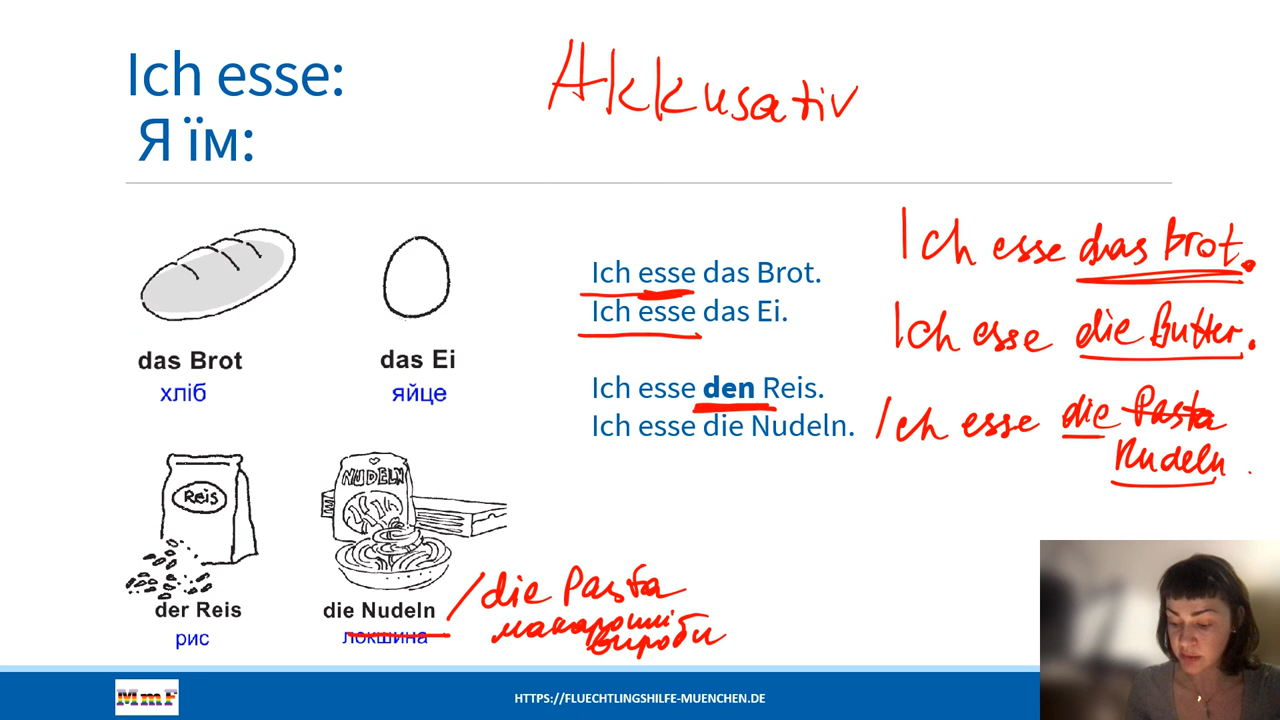 Ich esse:
Я їм:
Akkusativ
das Brot
хліб
das Ei
яйце
Ich esse das Brot.
Ich esse das Ei.
Ich esse den Reis.
Ich esse die Nudeln.
Ich esse das Brot.
Ich esse die Butter.
Ich esse die Pasta
Nudeln.
Reis
der Reis
рис
NUDELN
die Nudeln
локшина
/die Pasta
макаронні
вироби
MmF
HTTPS://FLUECHTLINGSHILFE-MUENCHEN.DE